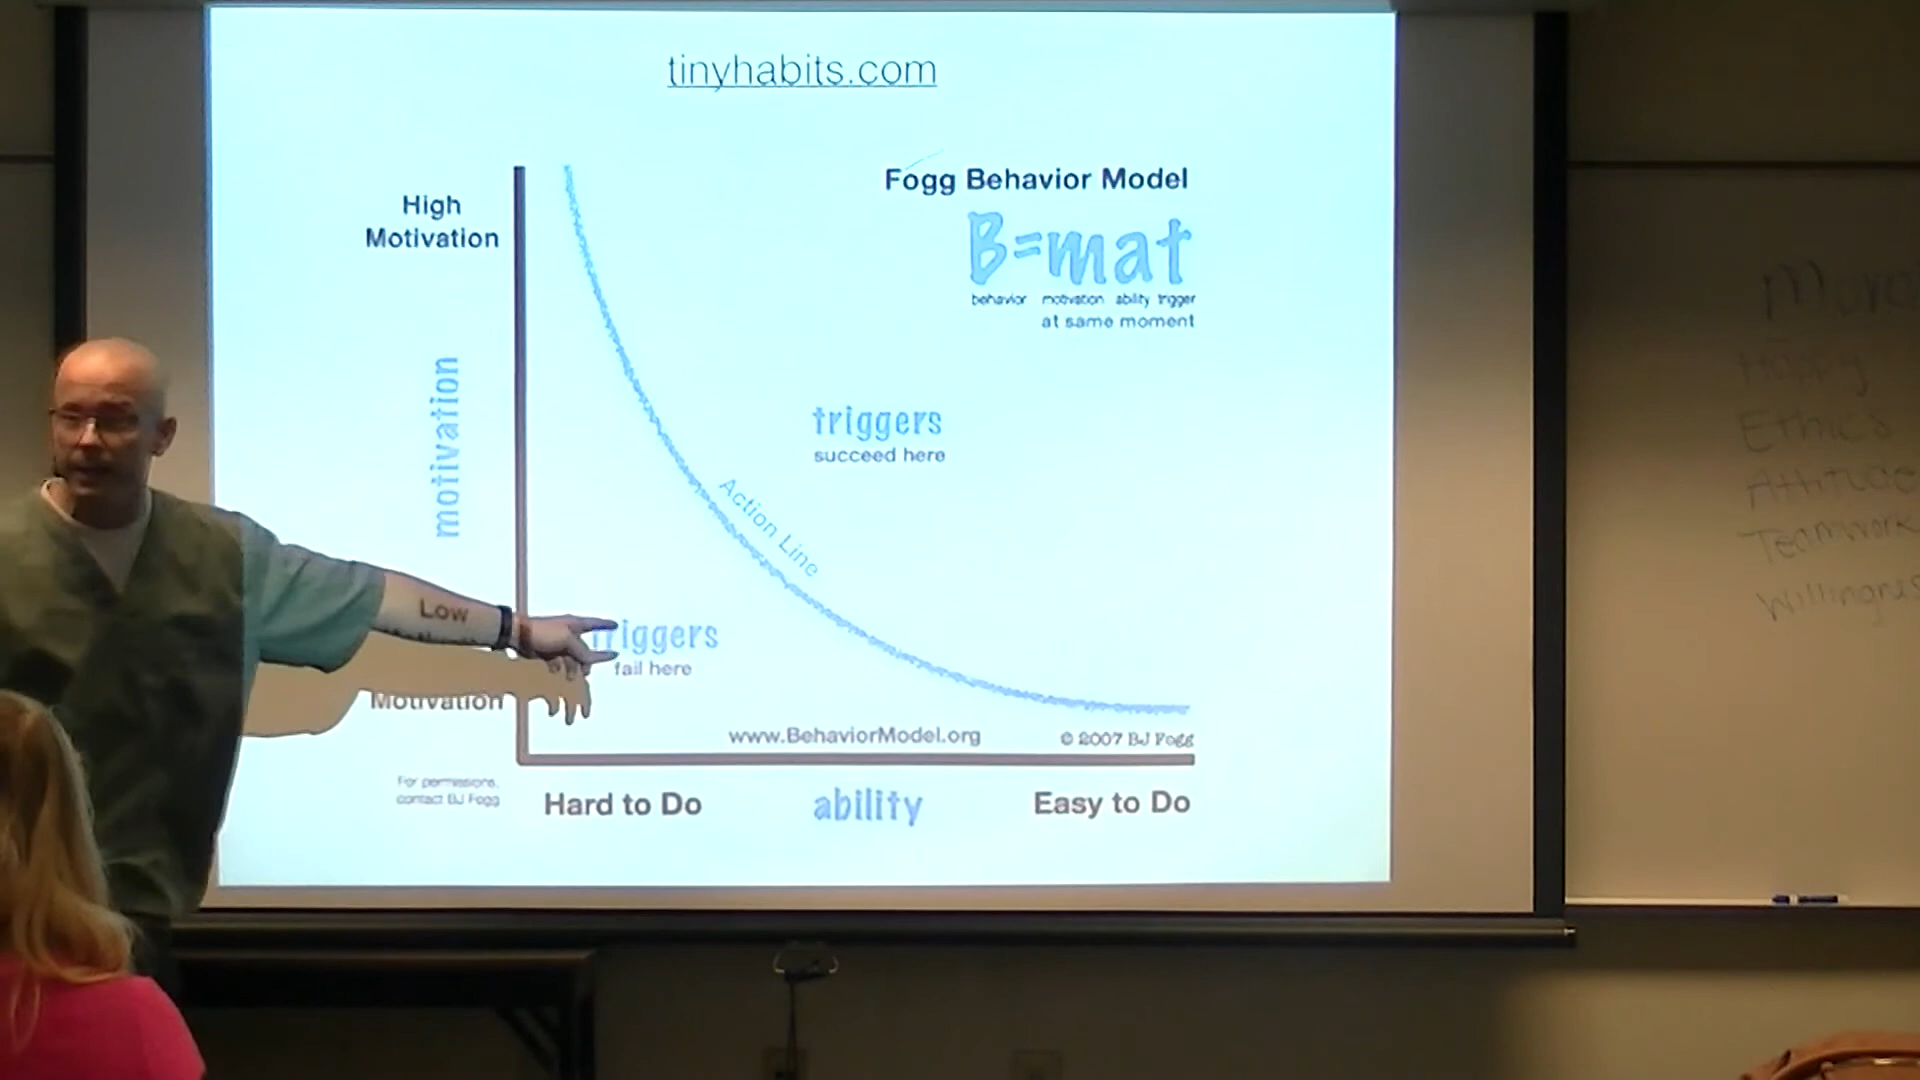 tinyhabits.com
High
Motivation
motivation
Fogg Behavior Model
B=mat
behavior motivation ability trigger
at same moment
triggers
succeed here
Action Line
Low
Motivation
triggers
fail here
www.BehaviorModel.org
© 2007 BJ Fogg
For permissions,
contact BJ Fogg
Hard to Do
ability
Easy to Do
Happy
Ethics
Attitude
Teamwork